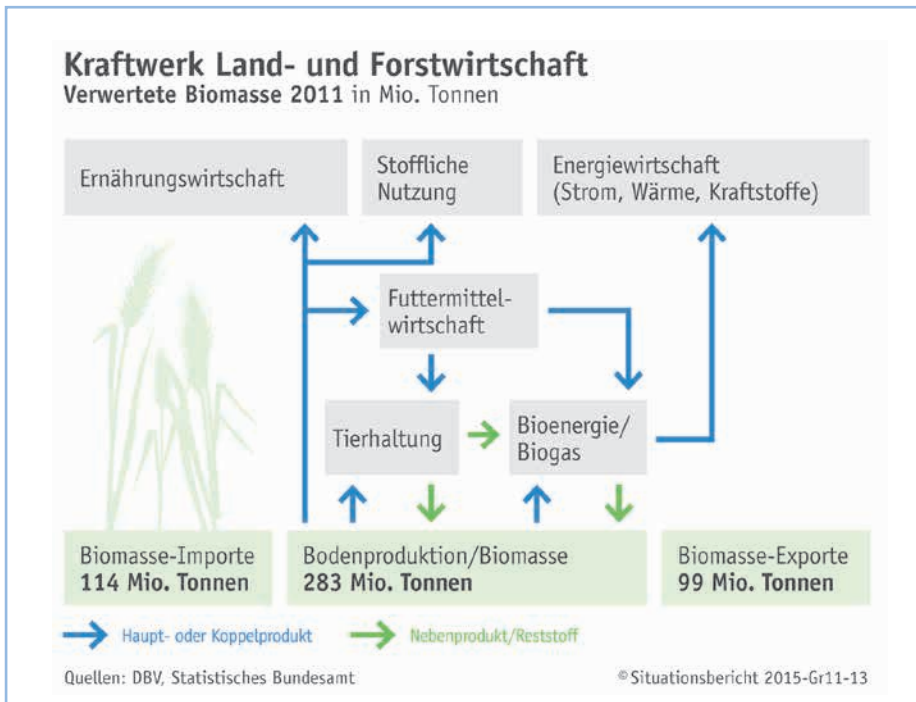 Kraftwerk Land- und Forstwirtschaft
Verwertete Biomasse 2011 in Mio. Tonnen
Ernährungswirtschaft
Stoffliche
Nutzung
Energiewirtschaft
(Strom, Wärme, Kraftstoffe)
Futtermittel-
wirtschaft
Tierhaltung
Bioenergie/
Biogas
Biomasse-Importe
114 Mio. Tonnen
Bodenproduktion/Biomasse
283 Mio. Tonnen
Biomasse-Exporte
99 Mio. Tonnen
Haupt- oder Koppelprodukt
Nebenprodukt/Reststoff
Quellen: DBV, Statistisches Bundesamt
©Situationsbericht 2015-Gr11-13